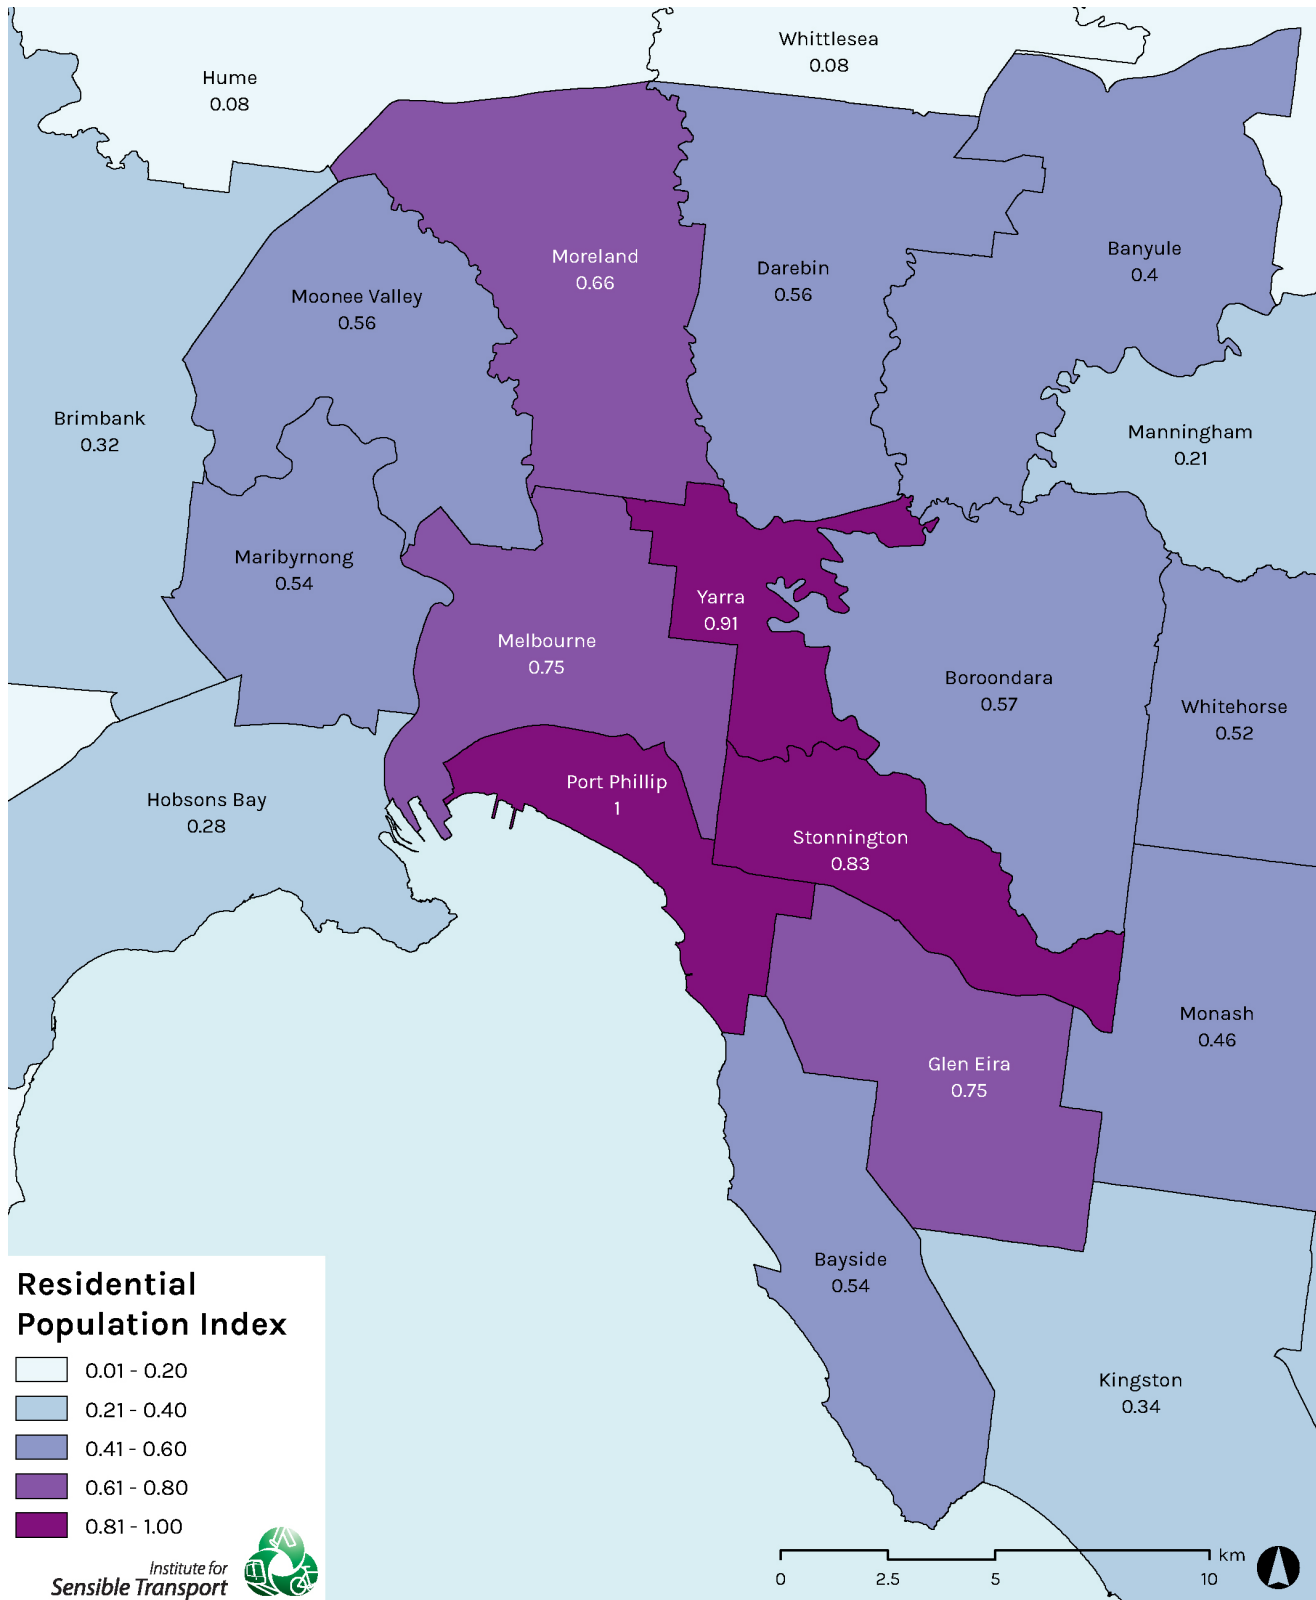 Whittlesea
0.08
Hume
0.08
Moreland
0.66
Darebin
0.56
Banyule
0.4
Moonee Valley
0.56
Brimbank
0.32
Manningham
0.21
Maribyrnong
0.54
Yarra
0.91
Melbourne
0.75
Boroondara
0.57
Whitehorse
0.52
Port Phillip
1
Hobsons Bay
0.28
Stonnington
0.83
Monash
0.46
Glen Eira
0.75
Bayside
0.54
Kingston
0.34
Residential
Population Index
0.01 - 0.20
0.21 - 0.40
0.41 - 0.60
0.61 - 0.80
0.81 - 1.00
Institute for
Sensible Transport
km
0 2.5 5 10